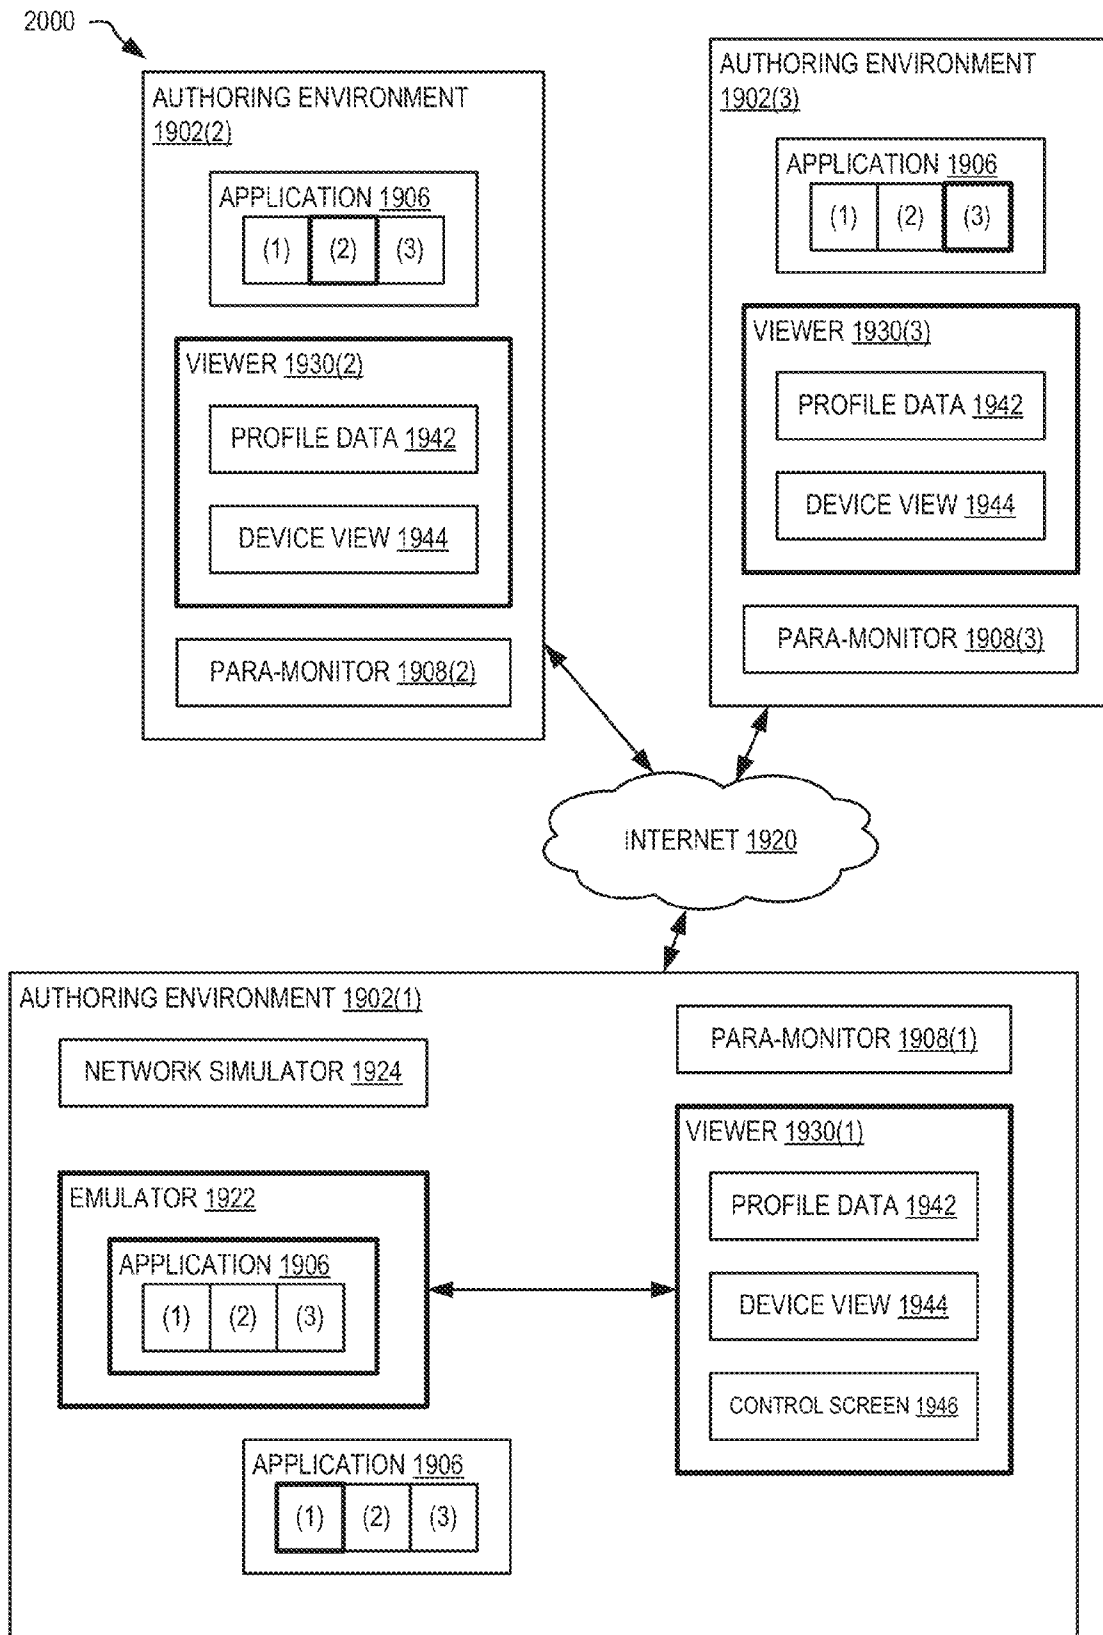 2000
AUTHORING ENVIRONMENT
1902(2)
APPLICATION 1906
(1) (2) (3)
VIEWER 1930(2)
PROFILE DATA 1942
DEVICE VIEW 1944
PARA-MONITOR 1908(2)
AUTHORING ENVIRONMENT
1902(3)
APPLICATION 1906
(1) (2) (3)
VIEWER 1930(3)
PROFILE DATA 1942
DEVICE VIEW 1944
PARA-MONITOR 1908(3)
INTERNET 1920
AUTHORING ENVIRONMENT 1902(1)
NETWORK SIMULATOR 1924
EMULATOR 1922
APPLICATION 1906
(1) (2) (3)
APPLICATION 1906
(1) (2) (3)
PARA-MONITOR 1908(1)
VIEWER 1930(1)
PROFILE DATA 1942
DEVICE VIEW 1944
CONTROL SCREEN 1946